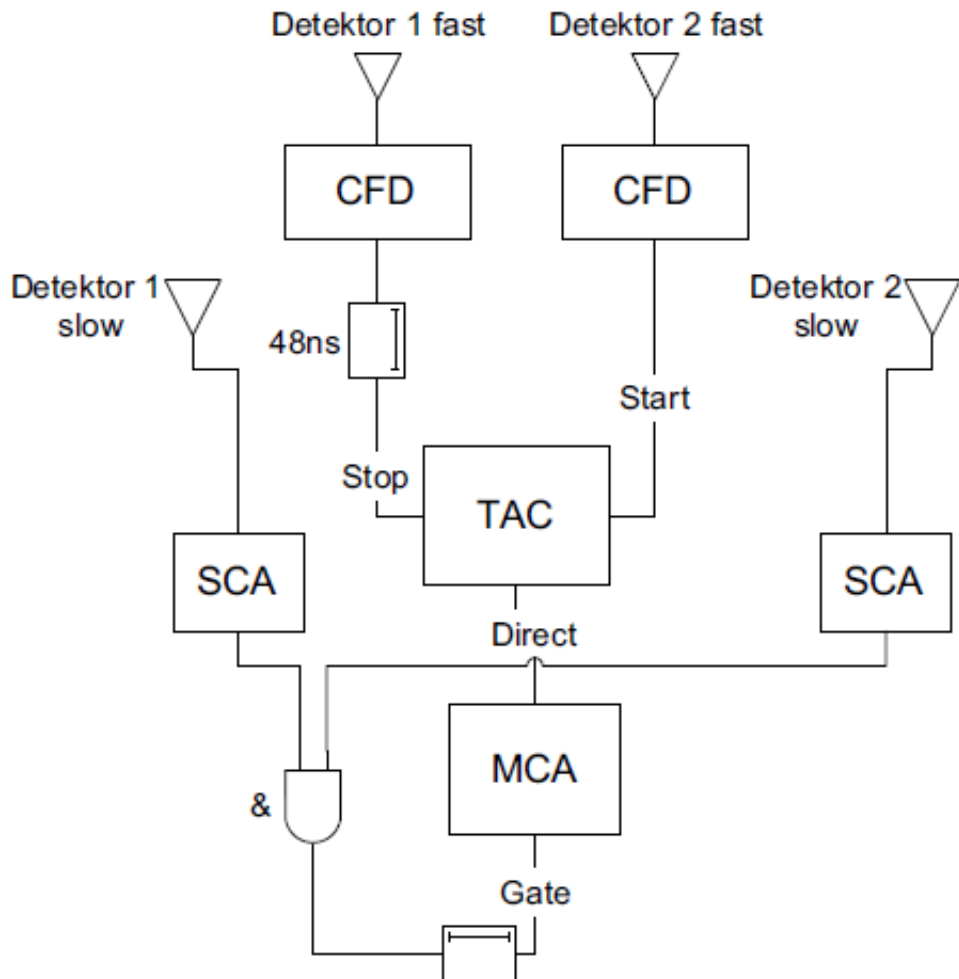 Detektor 1 fast
Detektor 2 fast
CFD
CFD
Detektor 1
slow
48ns
Detektor 2
slow
Start
Stop
TAC
SCA
SCA
Direct
MCA
&
Gate